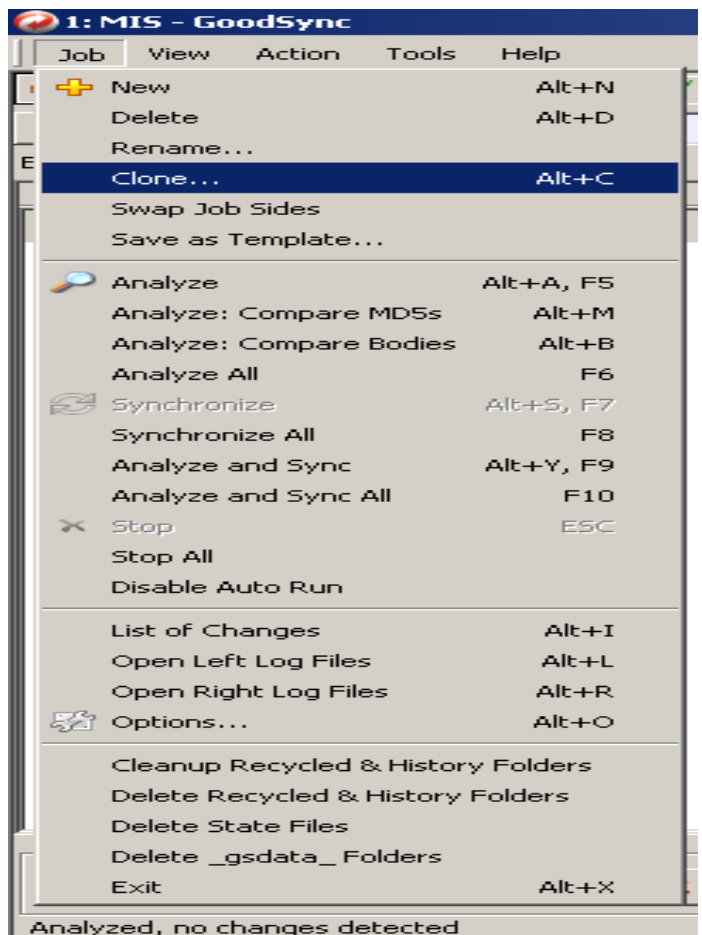 1: MIS - GoodSync
Job View Action Tools Help
New Alt+N
Delete Alt+D
Rename...
Clone... Alt+C
Swap Job Sides
Save as Template...
Analyze Alt+A, F5
Analyze: Compare MD5s Alt+M
Analyze: Compare Bodies Alt+B
Analyze All F6
Synchronize Alt+S, F7
Synchronize All F8
Analyze and Sync Alt+Y, F9
Analyze and Sync All F10
Stop ESC
Stop All
Disable Auto Run
List of Changes Alt+I
Open Left Log Files Alt+L
Open Right Log Files Alt+R
Options... Alt+O
Cleanup Recycled & History Folders
Delete Recycled & History Folders
Delete State Files
Delete _gsdata_ Folders
Exit Alt+X
Analyzed, no changes detected